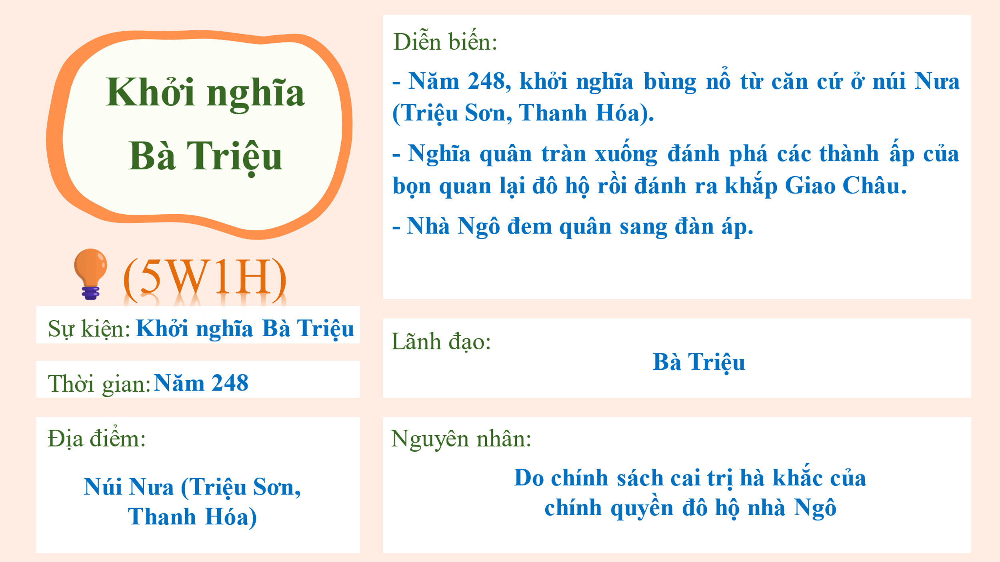 Khởi nghĩa
Bà Triệu
(5W1H)
Sự kiện: Khởi nghĩa Bà Triệu
Thời gian: Năm 248
Địa điểm:
Núi Nưa (Triệu Sơn,
Thanh Hóa)
Diễn biến:
- Năm 248, khởi nghĩa bùng nổ từ căn cứ ở núi Nưa
(Triệu Sơn, Thanh Hóa).
- Nghĩa quân tràn xuống đánh phá các thành ấp của
bọn quan lại đô hộ rồi đánh ra khắp Giao Châu.
- Nhà Ngô đem quân sang đàn áp.
Lãnh đạo:
Bà Triệu
Nguyên nhân:
Do chính sách cai trị hà khắc của
chính quyền đô hộ nhà Ngô